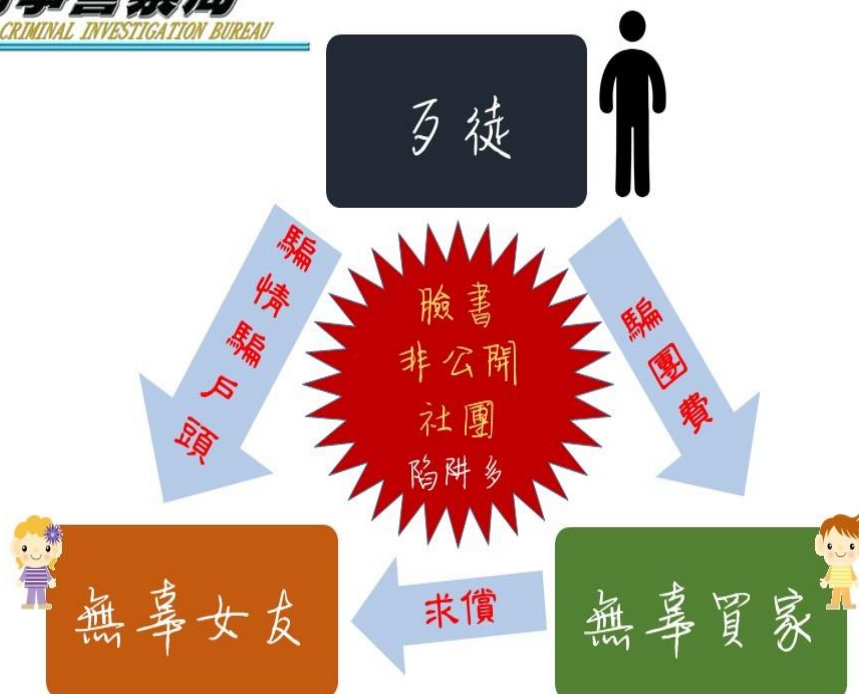 CRIMINAL INVESTIGATION BUREAU
歹徒
騙情騙戶頭
臉書
非公開
社團
陷阱多
騙團費
無辜女友
求償
無辜買家